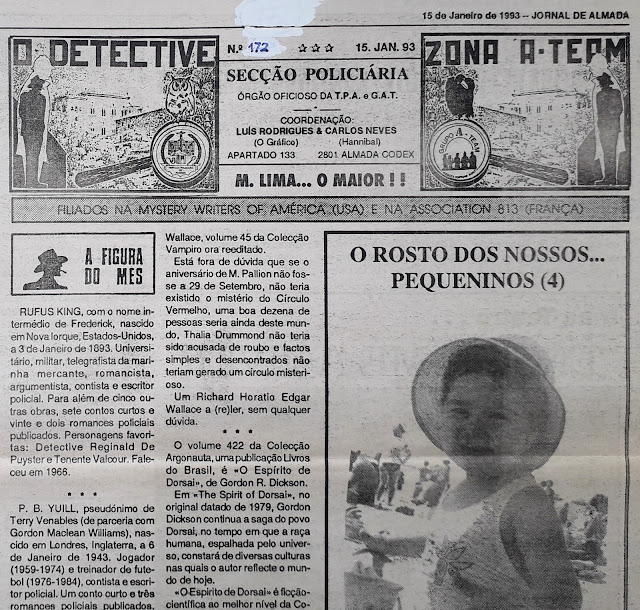 15 de Janeiro de 1993 – JORNAL DE ALMADA
O DETECTIVE
N.º 172 ☆☆☆ 15. JAN. 93
SECÇÃO POLICIÁRIA
ÓRGÃO OFICIOSO DA T.P.A. e G.A.T.
COORDENAÇÃO:
LUÍS RODRIGUES & CARLOS NEVES
(O Gráfico) (Hannibal)
APARTADO 133 2801 ALMADA CODEX
M. LIMA... O MAIOR !!
ZONA A-TEAM
GRUPO A-TEAM
FILIADOS NA MYSTERY WRITERS OF AMÉRICA (USA) E NA ASSOCIATION 813 (FRANÇA)
A FIGURA
DO MÊS
RUFUS KING, com o nome in-
termédio de Frederick, nascido
em Nova Iorque, Estados-Unidos,
a 3 de Janeiro de 1893. Universi-
tário, militar, telegrafista da mari-
nha mercante, romancista,
argumentista, contista e escritor
policial. Para além de cinco ou-
tras obras, sete contos curtos e
vinte e dois romances policiais
publicados. Personagens favori-
tas: Detective Reginald De
Puyster e Tenente Valcour. Fale-
ceu em 1966.
* * *
P. B. YUILL, pseudónimo de
Terry Venables (de parceria com
Gordon Maclean Williams), nas-
cido em Londres, Inglaterra, a 6
de Janeiro de 1943. Jogador
(1959-1974) e treinador de fute-
bol (1976-1984), contista e escri-
tor policial. Um conto curto e três
romances policiais publicados.
Wallace, volume 45 da Colecção
Vampiro ora reeditado.
Está fora de dúvida que se o
aniversário de M. Pallion não fos-
se a 29 de Setembro, não teria
existido o mistério do Círculo
Vermelho, uma boa dezena de
pessoas seria ainda deste mun-
do, Thalia Drummond não teria
sido acusada de roubo e factos
simples e desencontrados não
teriam gerado um círculo misteri-
oso.
Um Richard Horatio Edgar
Wallace a (re)ler, sem qualquer
dúvida.
* * *
O volume 422 da Colecção
Argonauta, uma publicação Livros
do Brasil, é «O Espírito de
Dorsai», de Gordon R. Dickson.
Em «The Spirit of Dorsai», no
original datado de 1979, Gordon
Dickson continua a saga do povo
Dorsai, no tempo em que a raça
humana, espalhada pelo univer-
so, constará de diversas culturas
nas quais o autor reflecte o mun-
do de hoje.
«O Espirito de Dorsai» é ficção-
científica ao melhor nível da Co-
O ROSTO DOS NOSSOS...
PEQUENINOS (4)